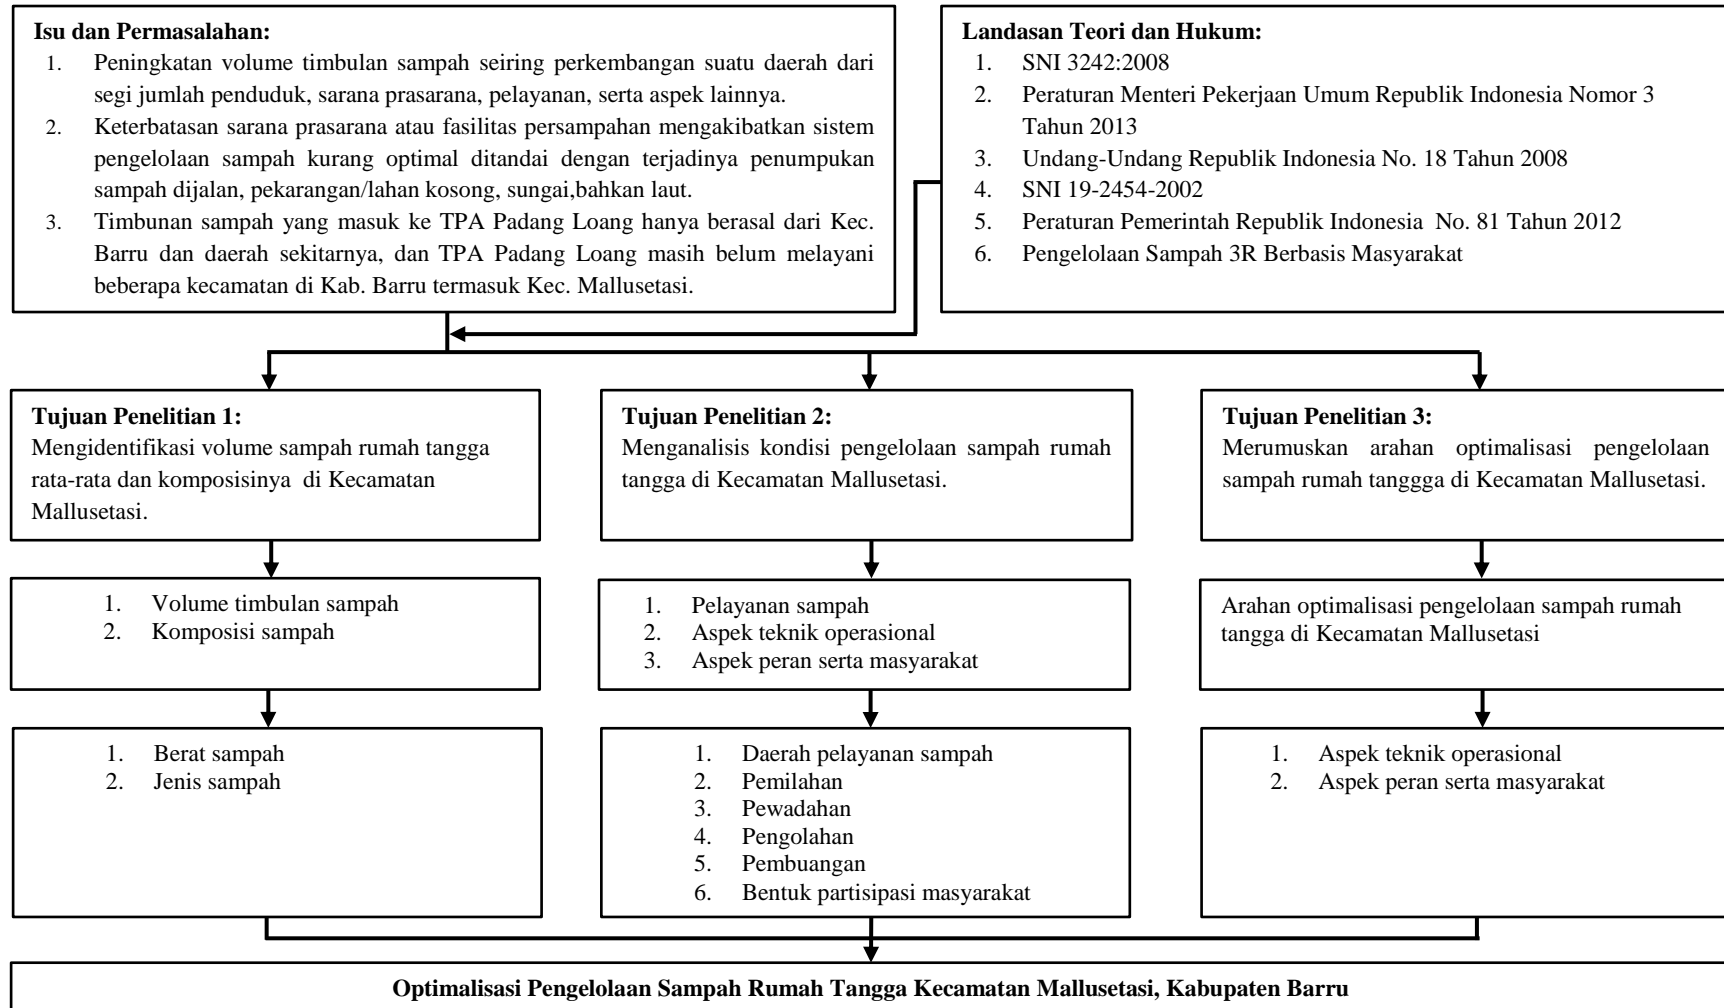 Isu dan Permasalahan:
1. Peningkatan volume timbulan sampah seiring perkembangan suatu daerah dari
segi jumlah penduduk, sarana prasarana, pelayanan, serta aspek lainnya.
2. Keterbatasan sarana prasarana atau fasilitas persampahan mengakibatkan sistem
pengelolaan sampah kurang optimal ditandai dengan terjadinya penumpukan
sampah dijalan, pekarangan/lahan kosong, sungai,bahkan laut.
3. Timbunan sampah yang masuk ke TPA Padang Loang hanya berasal dari Kec.
Barru dan daerah sekitarnya, dan TPA Padang Loang masih belum melayani
beberapa kecamatan di Kab. Barru termasuk Kec. Mallusetasi.
Landasan Teori dan Hukum:
1. SNI 3242:2008
2. Peraturan Menteri Pekerjaan Umum Republik Indonesia Nomor 3
Tahun 2013
3. Undang-Undang Republik Indonesia No. 18 Tahun 2008
4. SNI 19-2454-2002
5. Peraturan Pemerintah Republik Indonesia No. 81 Tahun 2012
6. Pengelolaan Sampah 3R Berbasis Masyarakat
Tujuan Penelitian 1:
Mengidentifikasi volume sampah rumah tangga
rata-rata dan komposisinya di Kecamatan
Mallusetasi.
Tujuan Penelitian 2:
Menganalisis kondisi pengelolaan sampah rumah
tangga di Kecamatan Mallusetasi.
Tujuan Penelitian 3:
Merumuskan arahan optimalisasi pengelolaan
sampah rumah tanggga di Kecamatan Mallusetasi.
1. Volume timbulan sampah
2. Komposisi sampah
1. Pelayanan sampah
2. Aspek teknik operasional
3. Aspek peran serta masyarakat
Arahan optimalisasi pengelolaan sampah rumah
tangga di Kecamatan Mallusetasi
1. Berat sampah
2. Jenis sampah
1. Daerah pelayanan sampah
2. Pemilahan
3. Pewadahan
4. Pengolahan
5. Pembuangan
6. Bentuk partisipasi masyarakat
1. Aspek teknik operasional
2. Aspek peran serta masyarakat
Optimalisasi Pengelolaan Sampah Rumah Tangga Kecamatan Mallusetasi, Kabupaten Barru